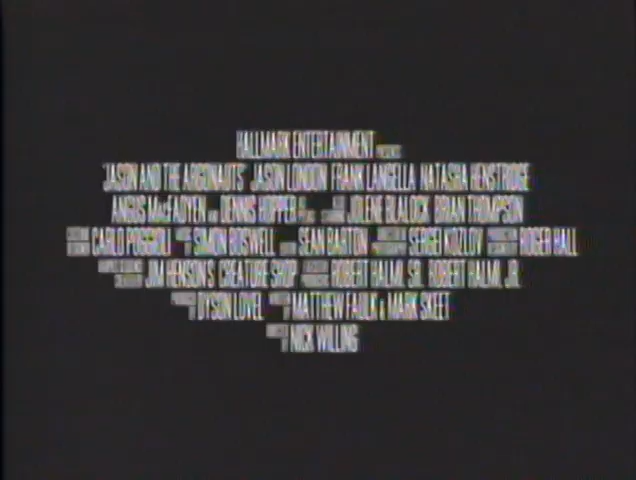 HALLMARK ENTERTAINMENT
"JASON AND THE ARGONAUTS" JASON LONDON FRANK LANGELLA NATASHA HENSTRIDGE
ANGUS MACFADYEN AND DENNIS HOPPER JOLENE BLALOCK BRIAN THOMPSON
CARLO POGGIOLI SIMON BOSWELL SEAN BARTON SERGEI KOZLOV ROGER HALL
JIM HENSON'S CREATURE SHOP ROBERT HALMI, SR. ROBERT HALMI, JR.
DYSON LOVELL MATTHEW FAULK & MARK SKEET
NICK WILLING